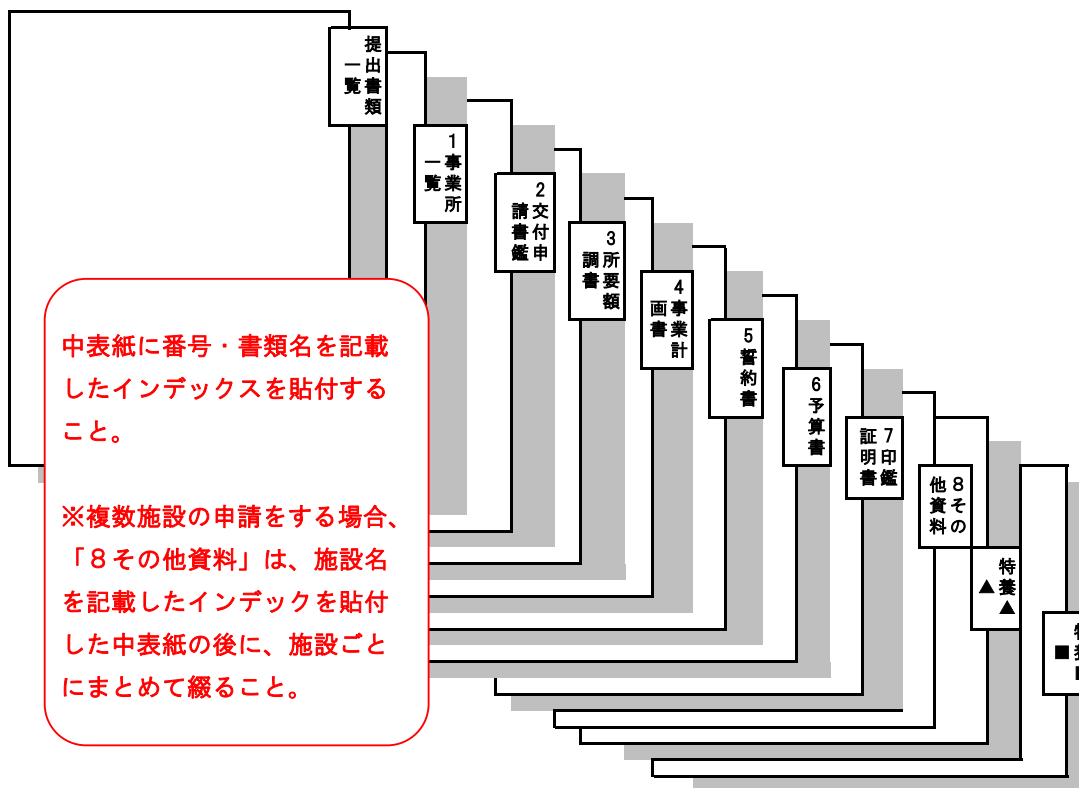 提出書類
一覧
1事業所
一覧
2交付申
請書鑑
3所要額
調書
4事業計
画書
5誓約書
6予算書
7印鑑
証明書
8その
他資料
特養▲
▲
■
中表紙に番号・書類名を記載
したインデックスを貼付する
こと。
※複数施設の申請をする場合、
「８その他資料」は、施設名
を記載したインデックを貼付
した中表紙の後に、施設ごと
にまとめて綴ること。